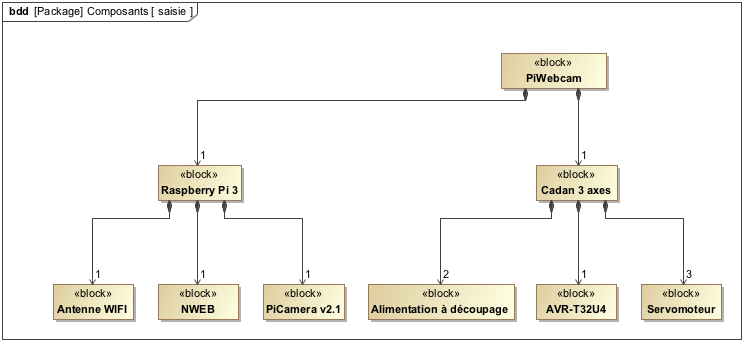 bdd [Package] Composants [ saisie ]
«block»
PiWebcam
1
1
«block»
Raspberry Pi 3
«block»
Cadan 3 axes
1
1
1
2
1
3
«block»
Antenne WIFI
«block»
NWEB
«block»
PiCamera v2.1
«block»
Alimentation à découpage
«block»
AVR-T32U4
«block»
Servomoteur